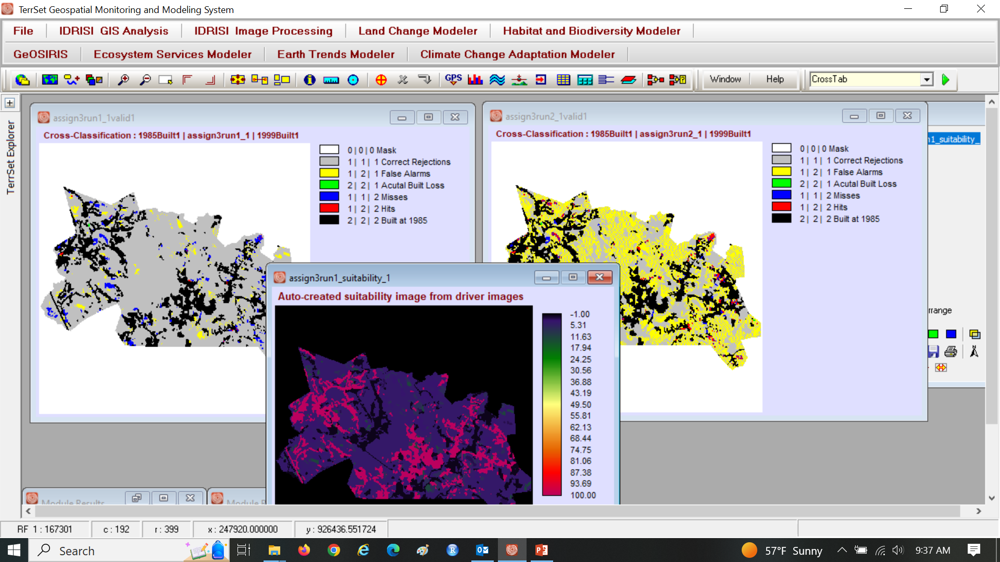 TerrSet Geospatial Monitoring and Modeling System
File
IDRISI GIS Analysis
IDRISI Image Processing
Land Change Modeler
Habitat and Biodiversity Modeler
GeOSIRIS
Ecosystem Services Modeler
Earth Trends Modeler
Climate Change Adaptation Modeler
GPS
Window
Help
CrossTab
TerrSet Explorer
assign3run1_1valid1
Cross-Classification : 1985Built1 | assign3run1_1 | 1999Built1
0 | 0 | 0 Mask
1 | 1 | 1 Correct Rejections
1 | 2 | 1 False Alarms
2 | 2 | 1 Acutal Built Loss
1 | 1 | 2 Misses
1 | 2 | 2 Hits
2 | 2 | 2 Built at 1985
assign3run2_1valid1
Cross-Classification : 1985Built1 | assign3run2_1 | 1999Built1
0 | 0 | 0 Mask
1 | 1 | 1 Correct Rejections
1 | 2 | 1 False Alarms
2 | 2 | 1 Acutal Built Loss
1 | 1 | 2 Misses
1 | 2 | 2 Hits
2 | 2 | 2 Built at 1985
n1_suitability_
rrange
assign3run1_suitability_1
Auto-created suitability image from driver images
-1.00
5.31
11.63
17.94
24.25
30.56
36.88
43.19
49.50
55.81
62.13
68.44
74.75
81.06
87.38
93.69
100.00
Module Results
Module R
RF 1 : 167301
c : 192
r : 399
x : 247920.000000
y : 926436.551724
Search
57°F Sunny
9:37 AM